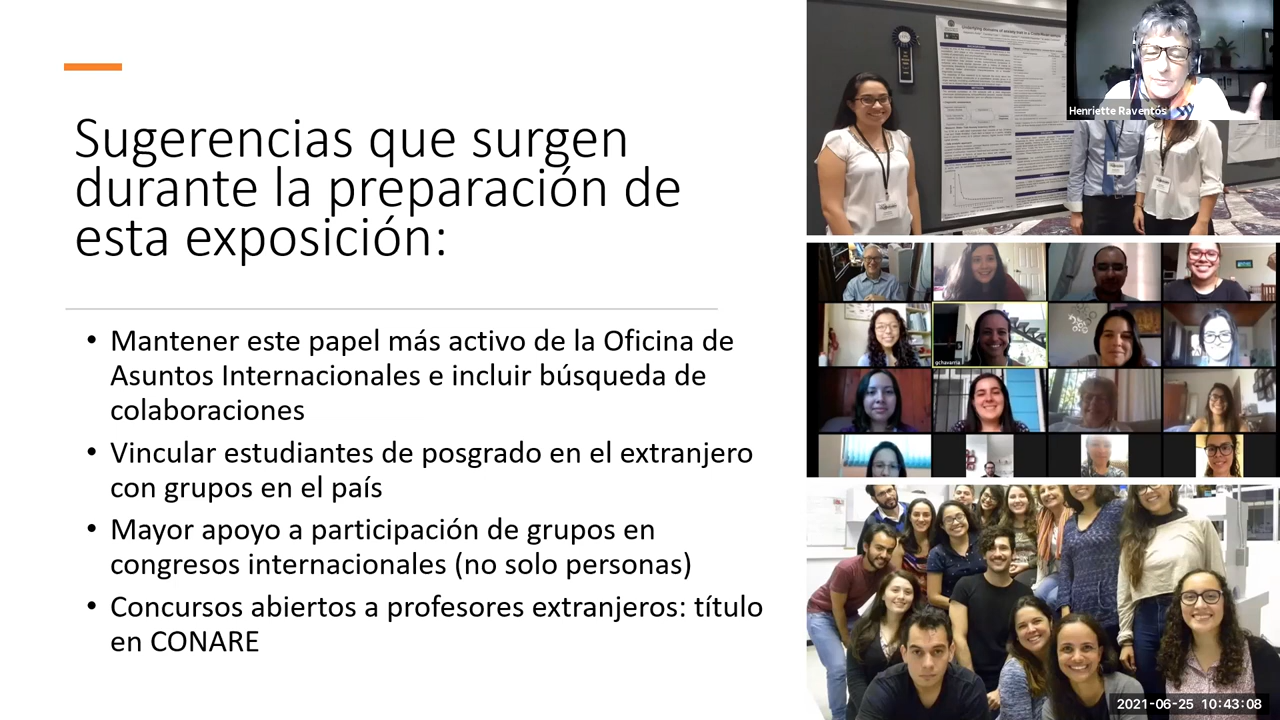 Sugerencias que surgen
durante la preparación de
esta exposición:
• Mantener este papel más activo de la Oficina de
Asuntos Internacionales e incluir búsqueda de
colaboraciones
• Vincular estudiantes de posgrado en el extranjero
con grupos en el país
• Mayor apoyo a participación de grupos en
congresos internacionales (no solo personas)
• Concursos abiertos a profesores extranjeros: título
en CONARE
Henriette Raventós
gchavarria
2021-06-25 10:43:08